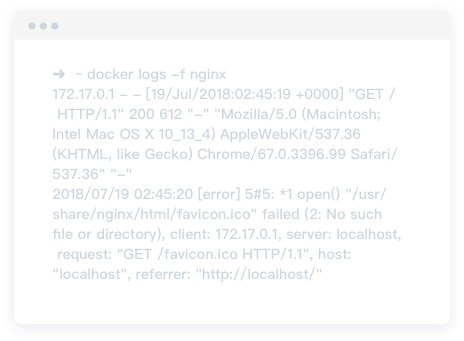 ➜ ~ docker logs -f nginx
172.17.0.1 - - [19/Jul/2018:02:45:19 +0000] "GET /
HTTP/1.1" 200 612 "-" "Mozilla/5.0 (Macintosh;
Intel Mac OS X 10_13_4) AppleWebKit/537.36
(KHTML, like Gecko) Chrome/67.0.3396.99 Safari/
537.36" "-"
2018/07/19 02:45:20 [error] 5#5: *1 open() "/usr/
share/nginx/html/favicon.ico" failed (2: No such
file or directory), client: 172.17.0.1, server: localhost,
request: "GET /favicon.ico HTTP/1.1", host:
"localhost", referrer: "http://localhost/"